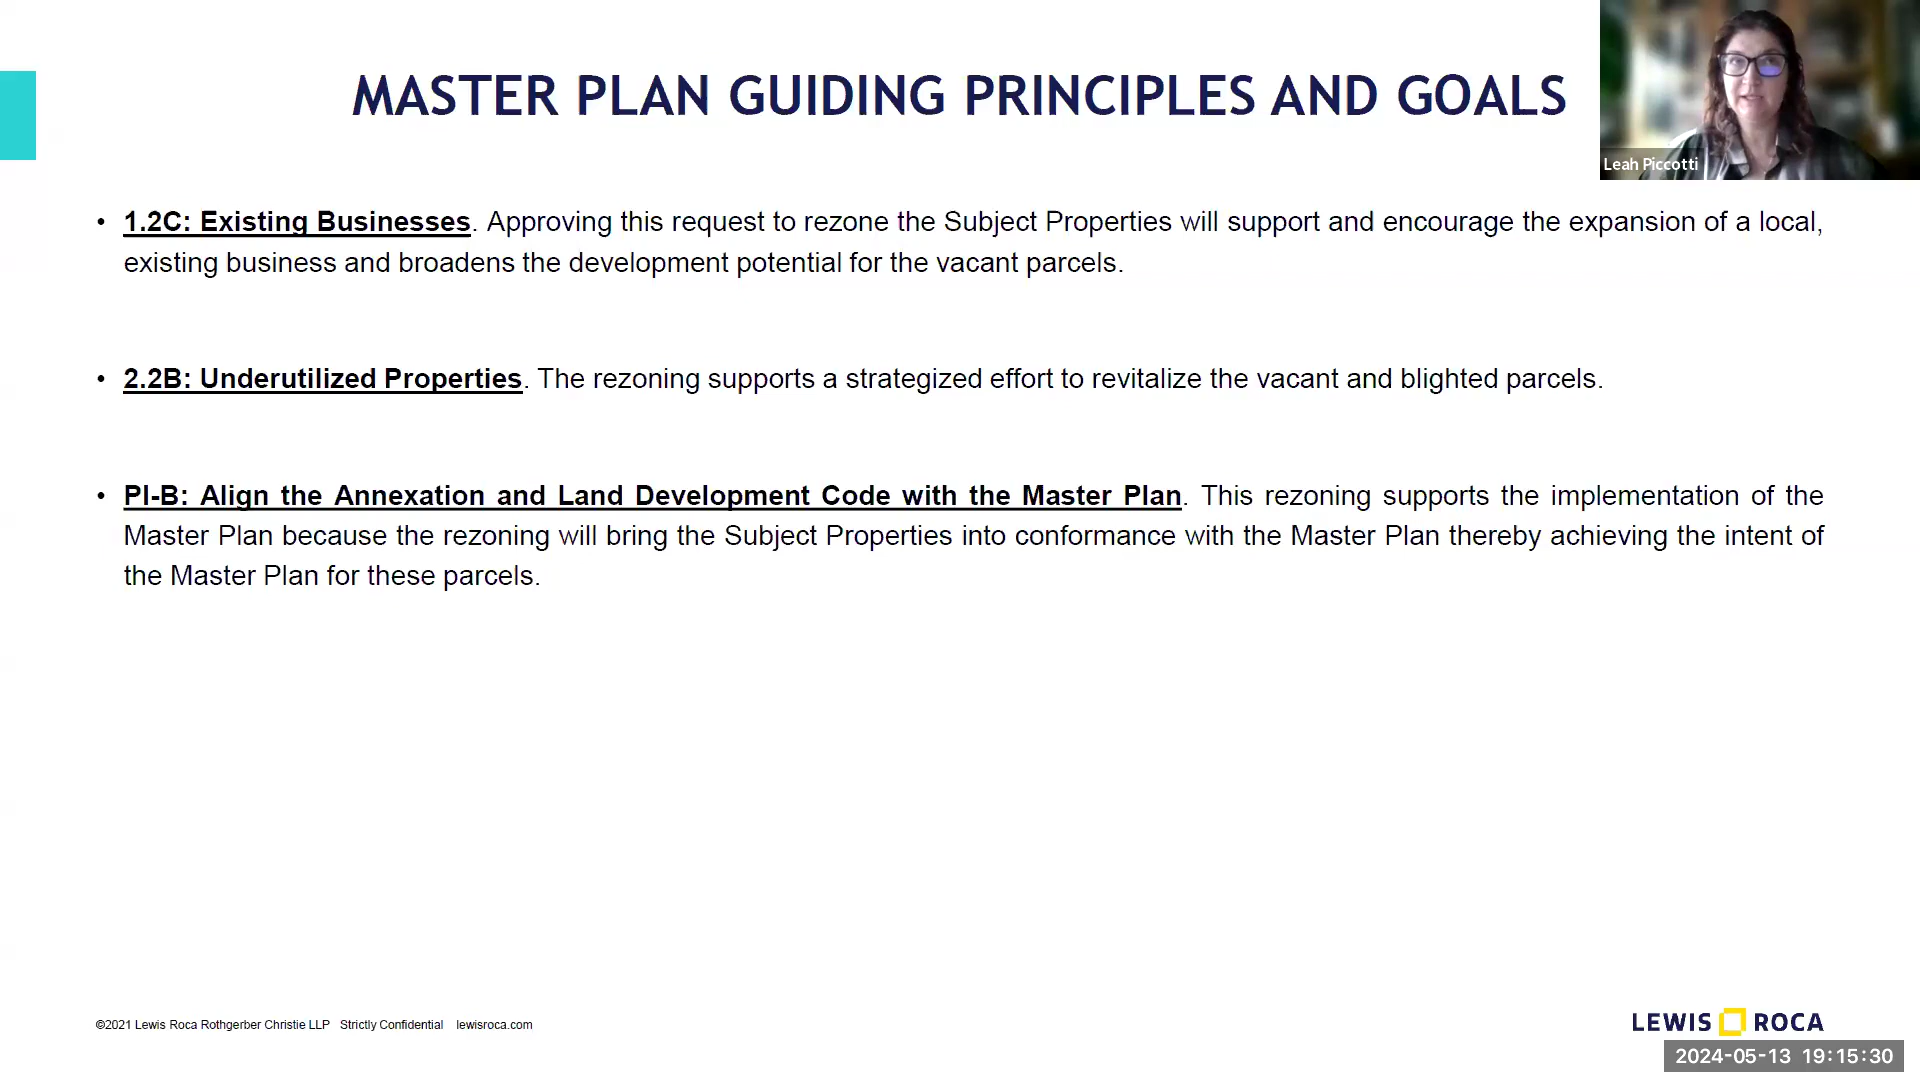 MASTER PLAN GUIDING PRINCIPLES AND GOALS
Leah Piccotti
• 1.2C: Existing Businesses. Approving this request to rezone the Subject Properties will support and encourage the expansion of a local,
existing business and broadens the development potential for the vacant parcels.
• 2.2B: Underutilized Properties. The rezoning supports a strategized effort to revitalize the vacant and blighted parcels.
• PI-B: Align the Annexation and Land Development Code with the Master Plan. This rezoning supports the implementation of the
Master Plan because the rezoning will bring the Subject Properties into conformance with the Master Plan thereby achieving the intent of
the Master Plan for these parcels.
©2021 Lewis Roca Rothgerber Christie LLP Strictly Confidential lewisroca.com
LEWIS ROCA
2024-05-13 19:15:30